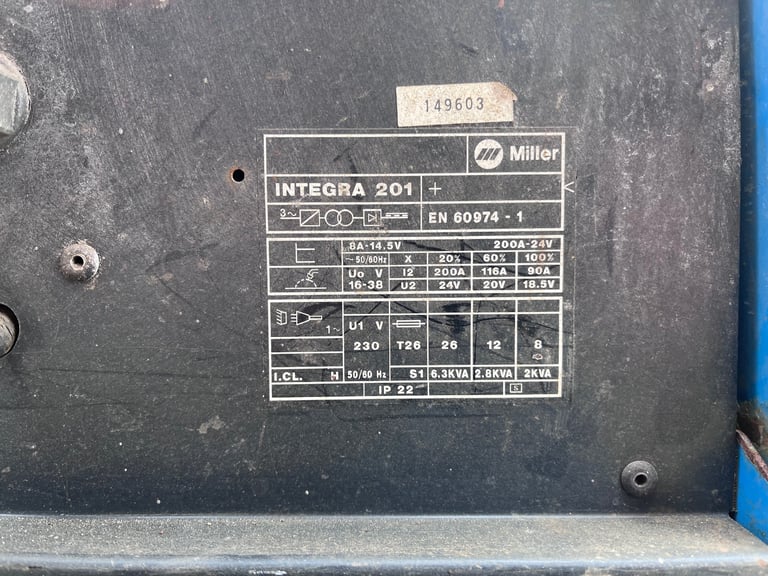 149603
Miller
INTEGRA 201 +
3~ EN 60974 - 1
8A-14.5V 200A-24V
~ 50/60Hz X 20% 60% 100%
Uo V I2 200A 116A 90A
16-38 U2 24V 20V 18.5V
1~ U1 V
230 T26 26 12 8
I.CL. H 50/60 Hz S1 6.3KVA 2.8KVA 2KVA
IP 22 S